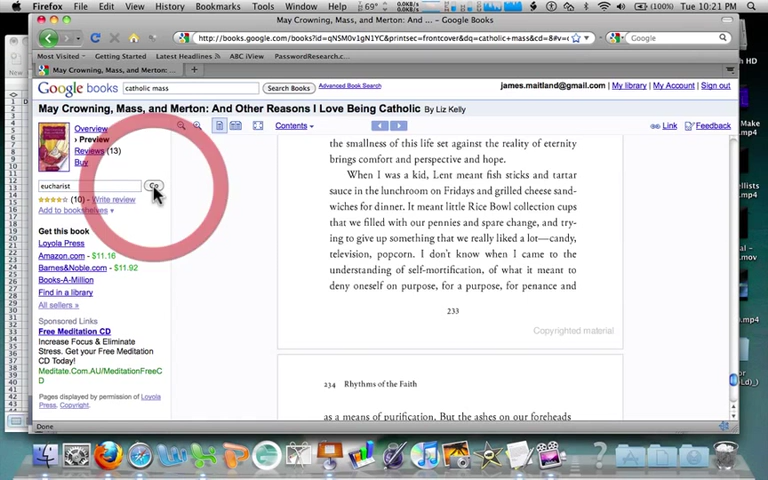 Firefox File Edit View History Bookmarks Tools Window Help
69° 0.0KB/s 0.0KB/s (100%) Tue 10:21 PM
May Crowning, Mass, and Merton: And ... - Google Books
http://books.google.com/books?id=qNSM0v1gN1YC&printsec=frontcover&dq=catholic+mass&cd=8#v=
Google
Most Visited Getting Started Latest Headlines ABC iView PasswordResearch.c...
May Crowning, Mass, and Merton: ...
Google books catholic mass Search Books Advanced Book Search
james.maitland@gmail.com | My library | My Account | Sign out
May Crowning, Mass, and Merton: And Other Reasons I Love Being Catholic By Liz Kelly
Contents
Link Feedback
Overview
› Preview
Reviews (13)
Buy
eucharist Go
(10) - Write review
Add to bookshelves
Get this book
Loyola Press
Amazon.com - $11.16
Barnes&Noble.com - $11.92
Books-A-Million
Find in a library
All sellers »
Sponsored Links
Free Meditation CD
Increase Focus & Eliminate
Stress. Get your Free Meditation
CD Today!
Meditate.Com.AU/MeditationFreeC
D
Pages displayed by permission of Loyola
Press. Copyright.
the smallness of this life set against the reality of eternity
brings comfort and perspective and hope.
When I was a kid, Lent meant fish sticks and tartar
sauce in the lunchroom on Fridays and grilled cheese sand-
wiches for dinner. It meant little Rice Bowl collection cups
that we filled with our pennies and spare change, and try-
ing to give up something that we really liked a lot—candy,
television, popcorn. I don't know when I came to the
understanding of self-mortification, of what it meant to
deny oneself on purpose, for a purpose, for penance and
233
Copyrighted material
234 Rhythms of the Faith
as a means of purification. But the ashes on our foreheads
Done